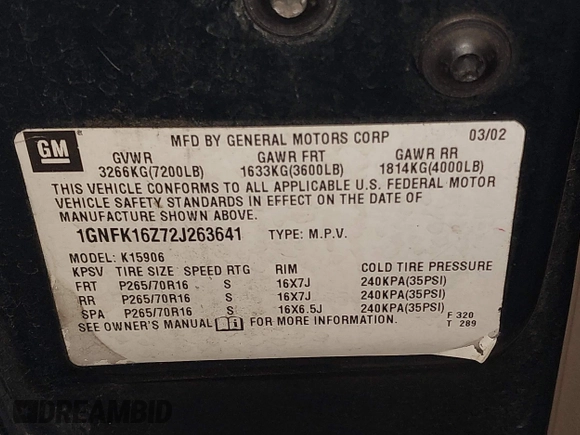 GM
MFD BY GENERAL MOTORS CORP 03/02
GVWR GAWR FRT GAWR RR
3266KG(7200LB) 1633KG(3600LB) 1814KG(4000LB)
THIS VEHICLE CONFORMS TO ALL APPLICABLE U.S. FEDERAL MOTOR
VEHICLE SAFETY STANDARDS IN EFFECT ON THE DATE OF
MANUFACTURE SHOWN ABOVE.
1GNFK16Z72J263641 TYPE: M.P.V.
MODEL: K15906
KPSV TIRE SIZE SPEED RTG RIM COLD TIRE PRESSURE
FRT P265/70R16 S 16X7J 240KPA(35PSI)
RR P265/70R16 S 16X7J 240KPA(35PSI)
SPA P265/70R16 S 16X6.5J 240KPA(35PSI)
SEE OWNER'S MANUAL FOR MORE INFORMATION. F 320
T 289
DREAMBID